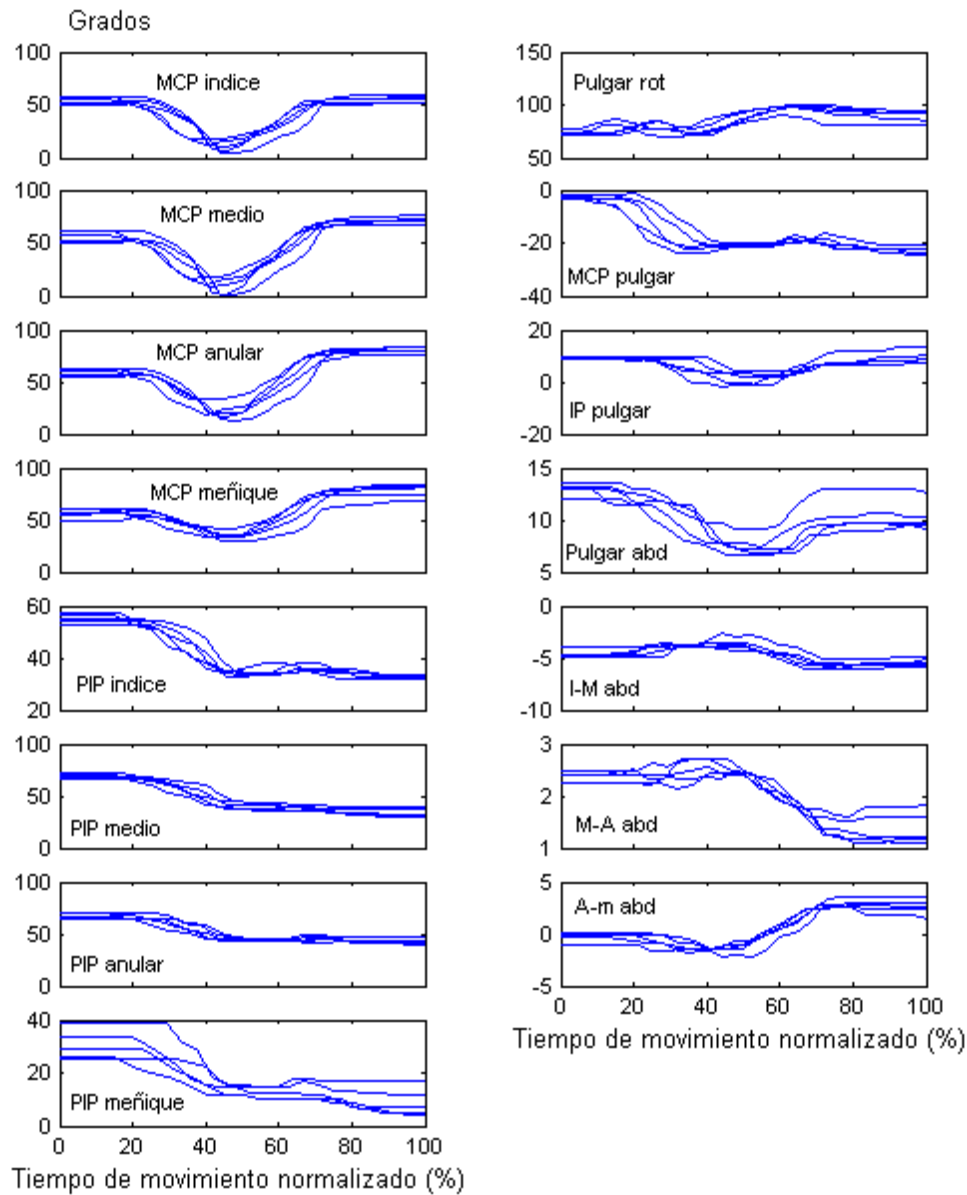 Grados
100
50
0
MCP indice
100
50
0
MCP medio
100
50
0
MCP anular
100
50
0
MCP meñique
60
40
20
PIP indice
100
50
0
PIP medio
100
50
0
PIP anular
40
20
0
PIP meñique
0 20 40 60 80 100
Tiempo de movimiento normalizado (%)
150
100
50
Pulgar rot
0
-20
-40
MCP pulgar
20
0
-20
IP pulgar
15
10
5
Pulgar abd
0
-5
-10
I-M abd
3
2
1
M-A abd
5
0
-5
A-m abd
0 20 40 60 80 100
Tiempo de movimiento normalizado (%)